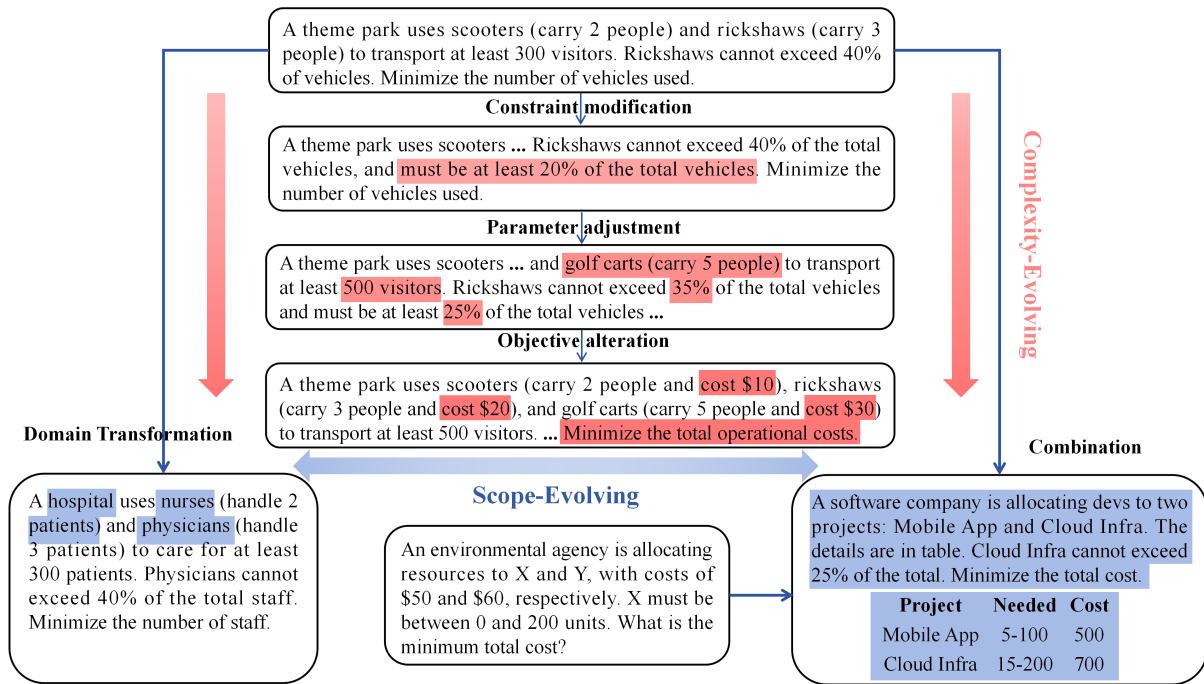 A theme park uses scooters (carry 2 people) and rickshaws (carry 3
people) to transport at least 300 visitors. Rickshaws cannot exceed 40%
of vehicles. Minimize the number of vehicles used.
Constraint modification
A theme park uses scooters ... Rickshaws cannot exceed 40% of the total
vehicles, and must be at least 20% of the total vehicles. Minimize the
number of vehicles used.
Parameter adjustment
A theme park uses scooters ... and golf carts (carry 5 people) to transport
at least 500 visitors. Rickshaws cannot exceed 35% of the total vehicles
and must be at least 25% of the total vehicles ...
Objective alteration
A theme park uses scooters (carry 2 people and cost $10), rickshaws
(carry 3 people and cost $20), and golf carts (carry 5 people and cost $30)
to transport at least 500 visitors. ... Minimize the total operational costs.
Complexity-Evolving
Domain Transformation
Scope-Evolving
Combination
A hospital uses nurses (handle 2
patients) and physicians (handle
3 patients) to care for at least
300 patients. Physicians cannot
exceed 40% of the total staff.
Minimize the number of staff.
An environmental agency is allocating
resources to X and Y, with costs of
$50 and $60, respectively. X must be
between 0 and 200 units. What is the
minimum total cost?
A software company is allocating devs to two
projects: Mobile App and Cloud Infra. The
details are in table. Cloud Infra cannot exceed
25% of the total. Minimize the total cost.
Project Needed Cost
Mobile App 5-100 500
Cloud Infra 15-200 700